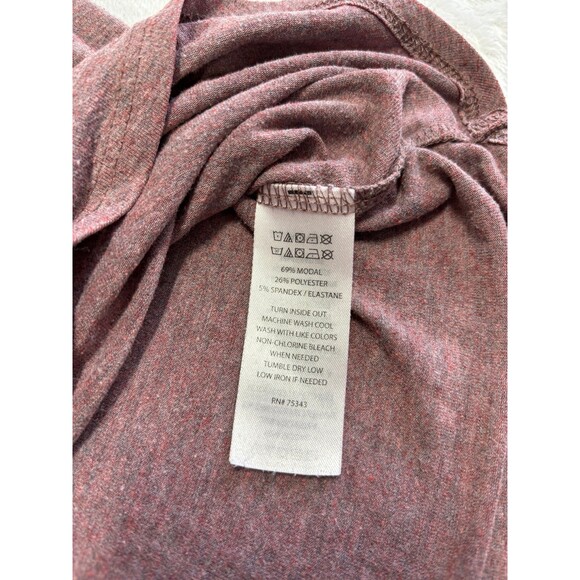 69% MODAL
26% POLYESTER
5% SPANDEX / ELASTANE
TURN INSIDE OUT
MACHINE WASH COOL
WASH WITH LIKE COLORS
NON-CHLORINE BLEACH
WHEN NEEDED
TUMBLE DRY LOW
LOW IRON IF NEEDED
RN# 75343